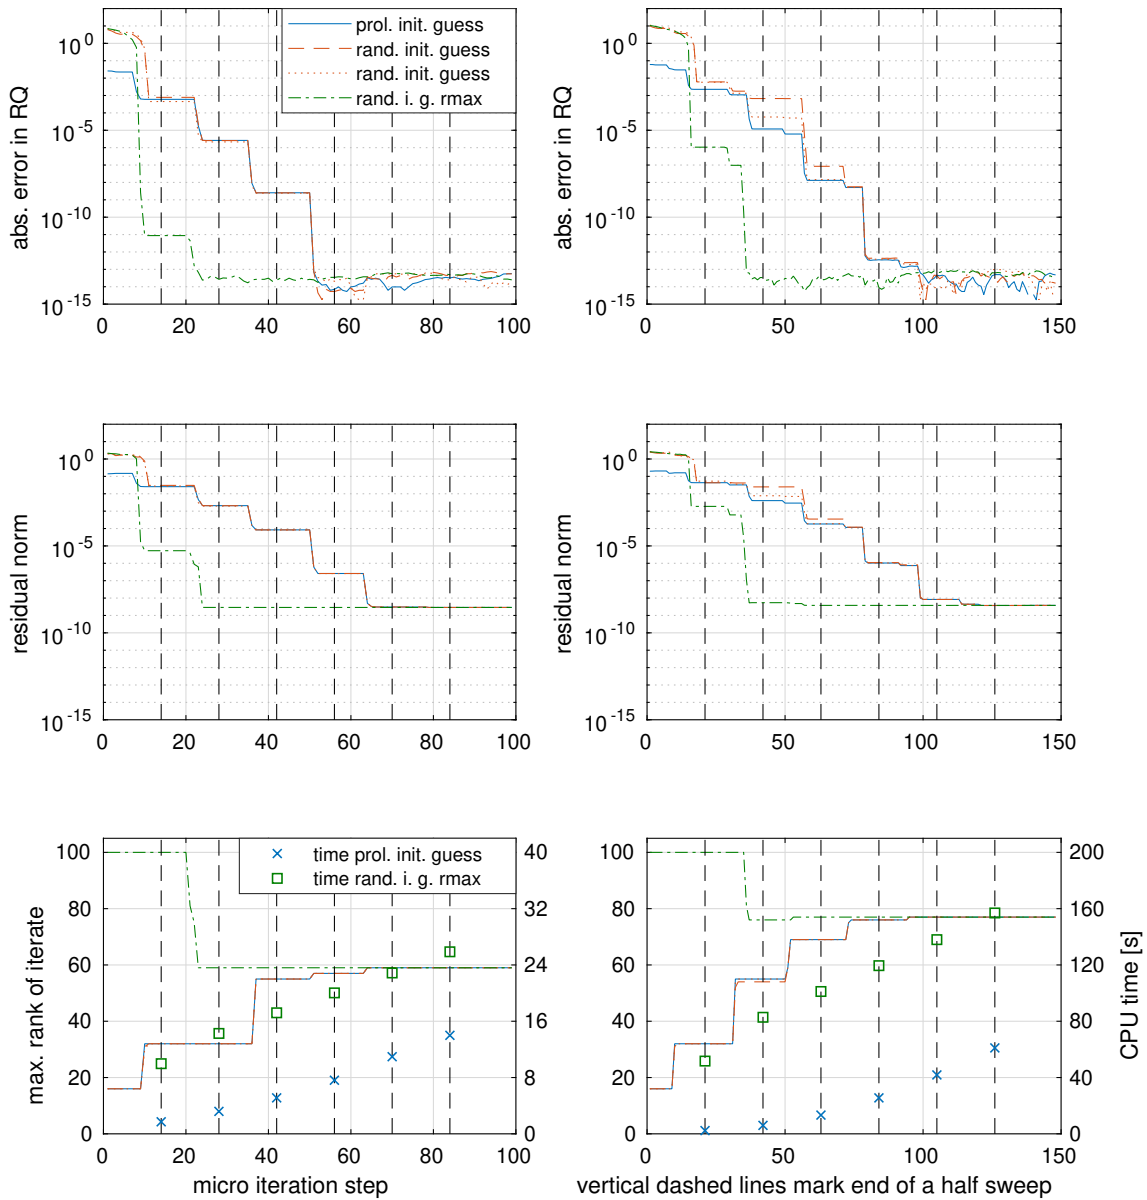 prol. init. guess
rand. init. guess
rand. init. guess
rand. i. g. rmax
abs. error in RQ
10^0
10^-5
10^-10
10^-15
0 20 40 60 80 100
abs. error in RQ
10^0
10^-5
10^-10
10^-15
0 50 100 150
residual norm
10^0
10^-5
10^-10
10^-15
0 20 40 60 80 100
residual norm
10^0
10^-5
10^-10
10^-15
0 50 100 150
time prol. init. guess
time rand. i. g. rmax
max. rank of iterate
100
80
60
40
20
0
40
32
24
16
8
0
0 20 40 60 80 100
micro iteration step
100
80
60
40
20
0
200
160
120
80
40
0
CPU time [s]
0 50 100 150
vertical dashed lines mark end of a half sweep